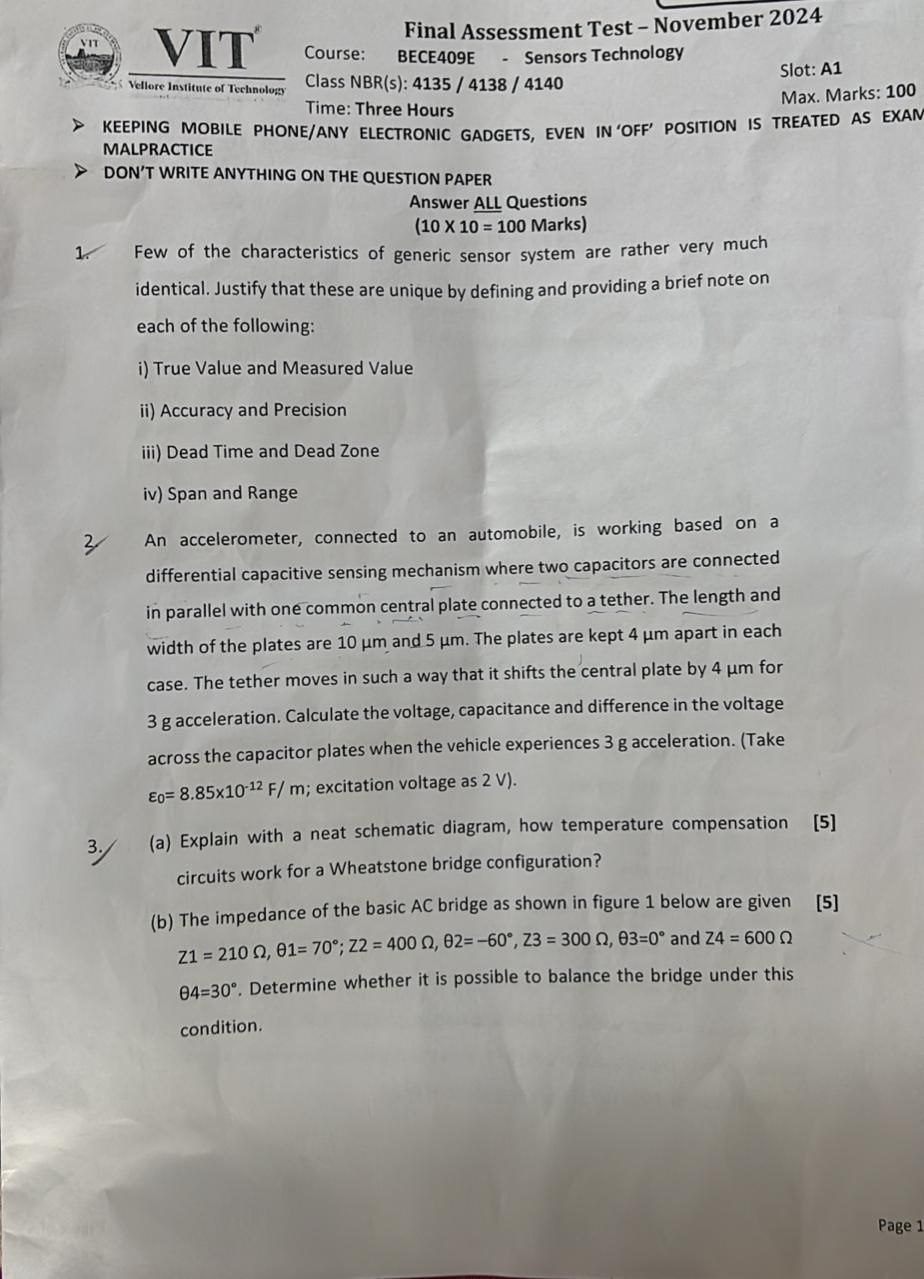 VIT
VIT
Vellore Institute of Technology
Final Assessment Test – November 2024
Course: BECE409E - Sensors Technology
Class NBR(s): 4135 / 4138 / 4140
Slot: A1
Time: Three Hours
Max. Marks: 100
➤ KEEPING MOBILE PHONE/ANY ELECTRONIC GADGETS, EVEN IN ‘OFF’ POSITION IS TREATED AS EXAM
MALPRACTICE
➤ DON’T WRITE ANYTHING ON THE QUESTION PAPER
Answer ALL Questions
(10 X 10 = 100 Marks)
1. Few of the characteristics of generic sensor system are rather very much
identical. Justify that these are unique by defining and providing a brief note on
each of the following:
i) True Value and Measured Value
ii) Accuracy and Precision
iii) Dead Time and Dead Zone
iv) Span and Range
2. An accelerometer, connected to an automobile, is working based on a
differential capacitive sensing mechanism where two capacitors are connected
in parallel with one common central plate connected to a tether. The length and
width of the plates are 10 µm and 5 µm. The plates are kept 4 µm apart in each
case. The tether moves in such a way that it shifts the central plate by 4 µm for
3 g acceleration. Calculate the voltage, capacitance and difference in the voltage
across the capacitor plates when the vehicle experiences 3 g acceleration. (Take
ε0= 8.85x10⁻¹² F/ m; excitation voltage as 2 V).
3. (a) Explain with a neat schematic diagram, how temperature compensation [5]
circuits work for a Wheatstone bridge configuration?
(b) The impedance of the basic AC bridge as shown in figure 1 below are given [5]
Z1 = 210 Ω, θ1= 70°; Z2 = 400 Ω, θ2= –60°, Z3 = 300 Ω, θ3=0° and Z4 = 600 Ω
θ4=30°. Determine whether it is possible to balance the bridge under this
condition.
Page 1